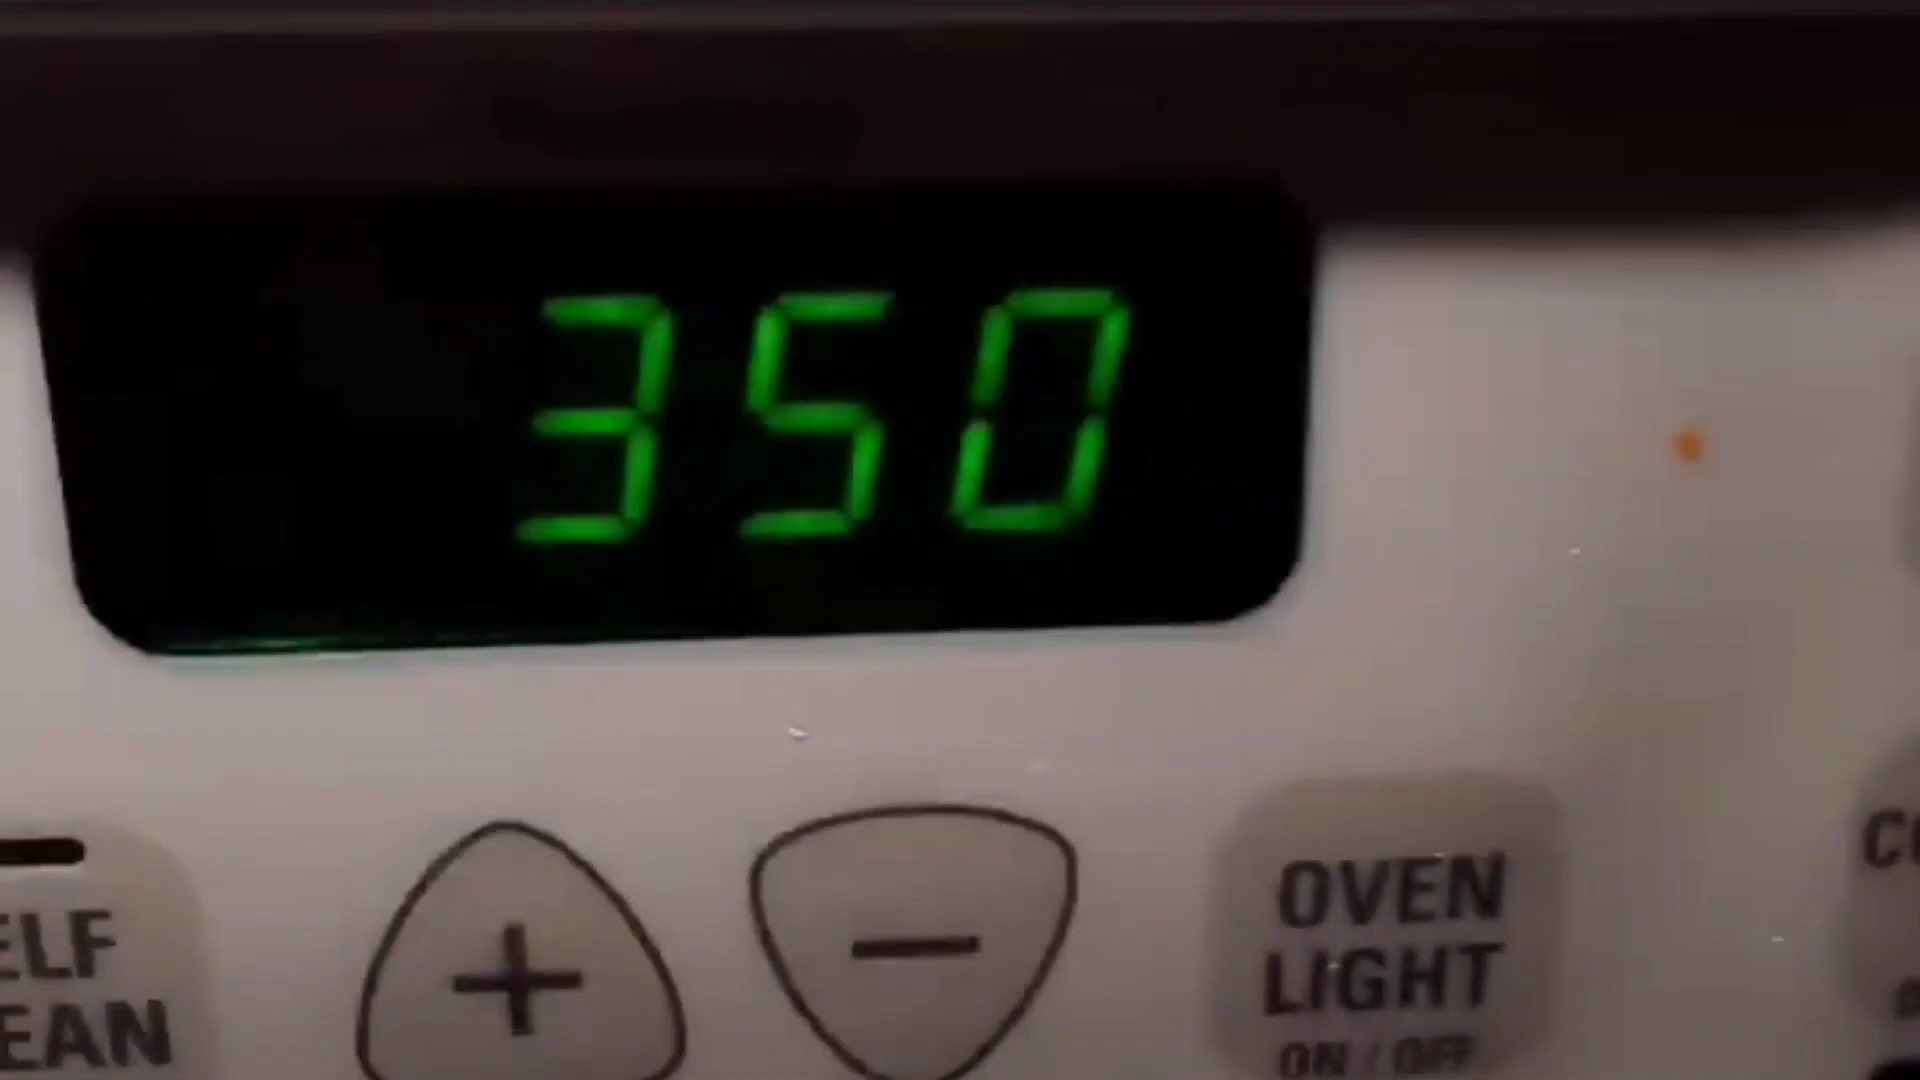 350
ELF
EAN
+
−
OVEN
LIGHT
ON / OFF